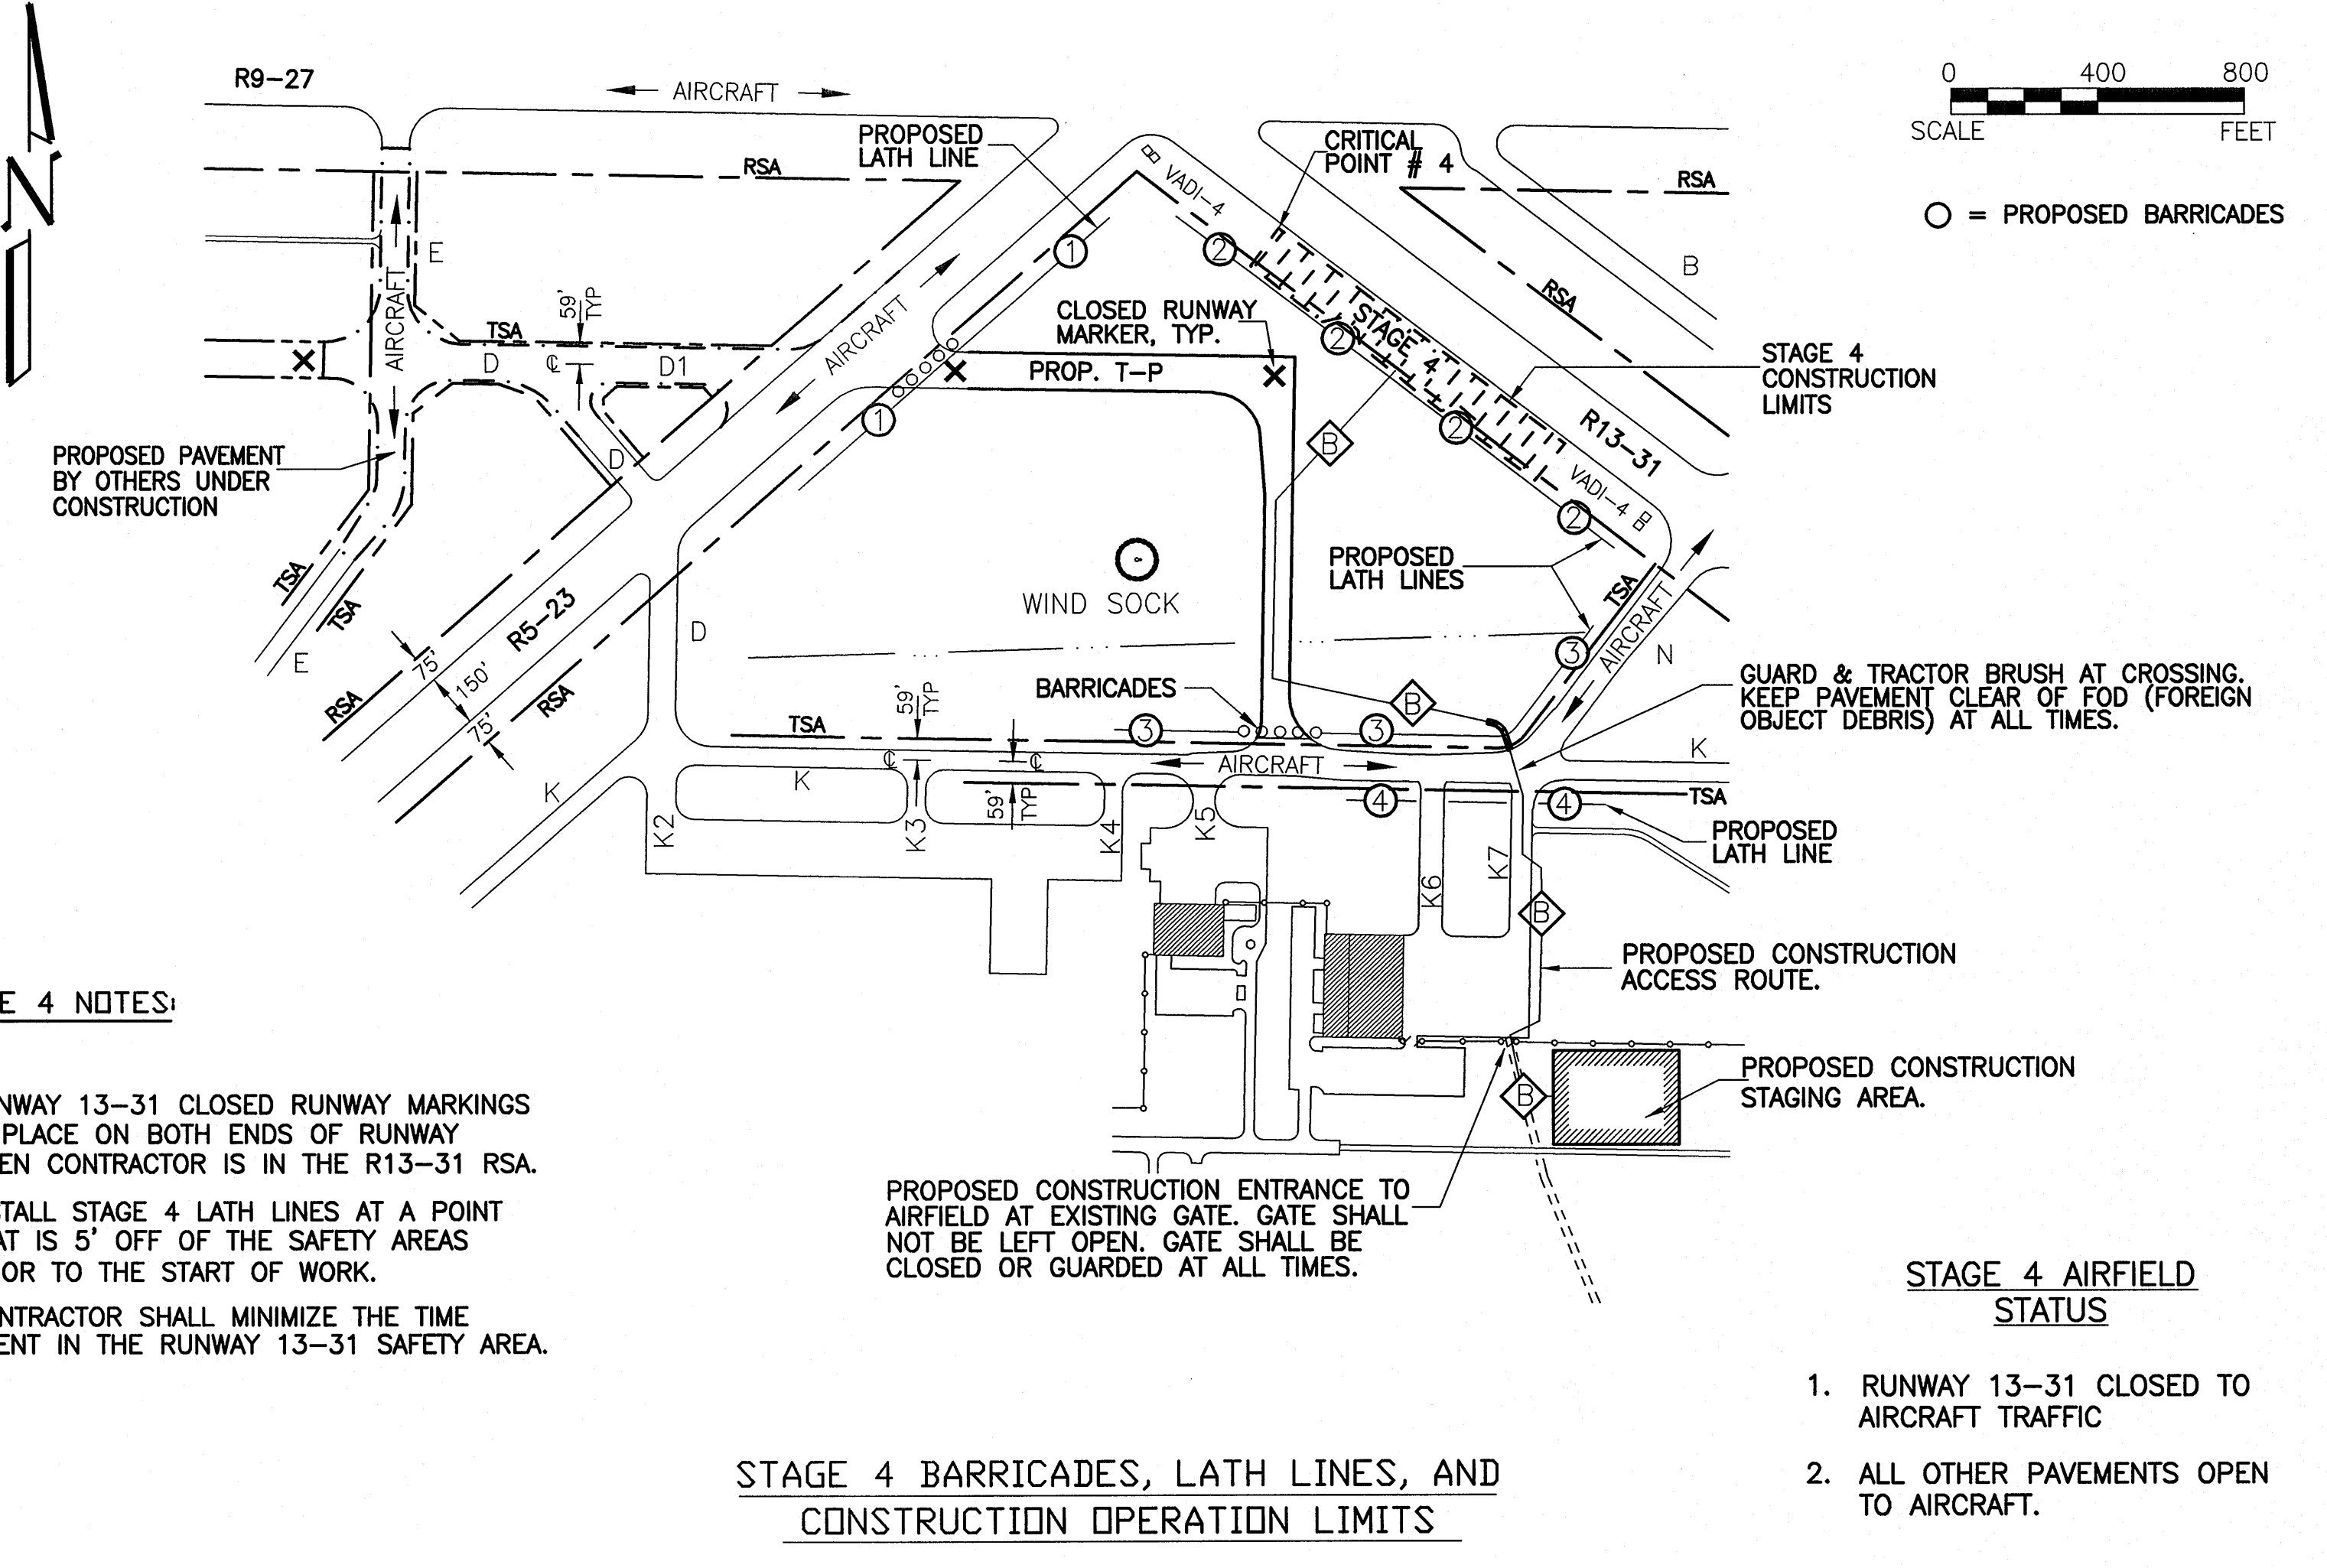 R9-27
AIRCRAFT
0 400 800
SCALE FEET
= PROPOSED BARRICADES
PROPOSED
LATH LINE
CRITICAL
POINT # 4
RSA
RSA
RSA
VADI-4
B
E
N
AIRCRAFT
1
2
59'
TYP
TSA
D
℄
D1
AIRCRAFT
CLOSED RUNWAY
MARKER, TYP.
PROP. T-P
2
STAGE 4
STAGE 4
CONSTRUCTION
LIMITS
1
2
B
R13-31
PROPOSED PAVEMENT
BY OTHERS UNDER
CONSTRUCTION
D
VADI-4
2
PROPOSED
LATH LINES
TSA
TSA
TSA
WIND SOCK
R5-23
D
E
3
AIRCRAFT
N
75'
150'
75'
RSA
RSA
BARRICADES
B
GUARD & TRACTOR BRUSH AT CROSSING.
KEEP PAVEMENT CLEAR OF FOD (FOREIGN
OBJECT DEBRIS) AT ALL TIMES.
TSA
59'
TYP
3
3
℄
℄
AIRCRAFT
K
K
K
59'
TYP
4
4
TSA
K2
K3
K4
K5
K6
K7
PROPOSED
LATH LINE
B
PROPOSED CONSTRUCTION
ACCESS ROUTE.
E 4 NOTES:
PROPOSED CONSTRUCTION
STAGING AREA.
B
NWAY 13-31 CLOSED RUNWAY MARKINGS
PLACE ON BOTH ENDS OF RUNWAY
EN CONTRACTOR IS IN THE R13-31 RSA.
TALL STAGE 4 LATH LINES AT A POINT
AT IS 5' OFF OF THE SAFETY AREAS
OR TO THE START OF WORK.
NTRACTOR SHALL MINIMIZE THE TIME
ENT IN THE RUNWAY 13-31 SAFETY AREA.
PROPOSED CONSTRUCTION ENTRANCE TO
AIRFIELD AT EXISTING GATE. GATE SHALL
NOT BE LEFT OPEN. GATE SHALL BE
CLOSED OR GUARDED AT ALL TIMES.
STAGE 4 AIRFIELD
STATUS
1. RUNWAY 13-31 CLOSED TO
AIRCRAFT TRAFFIC
2. ALL OTHER PAVEMENTS OPEN
TO AIRCRAFT.
STAGE 4 BARRICADES, LATH LINES, AND
CONSTRUCTION OPERATION LIMITS